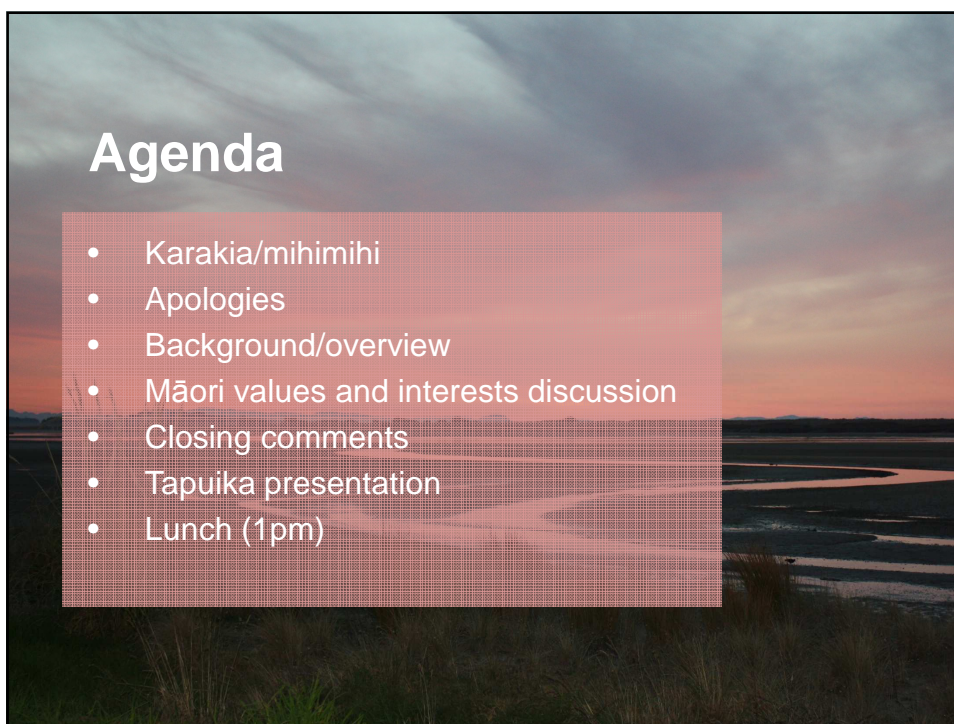 Agenda
• Karakia/mihimihi
• Apologies
• Background/overview
• Māori values and interests discussion
• Closing comments
• Tapuika presentation
• Lunch (1pm)